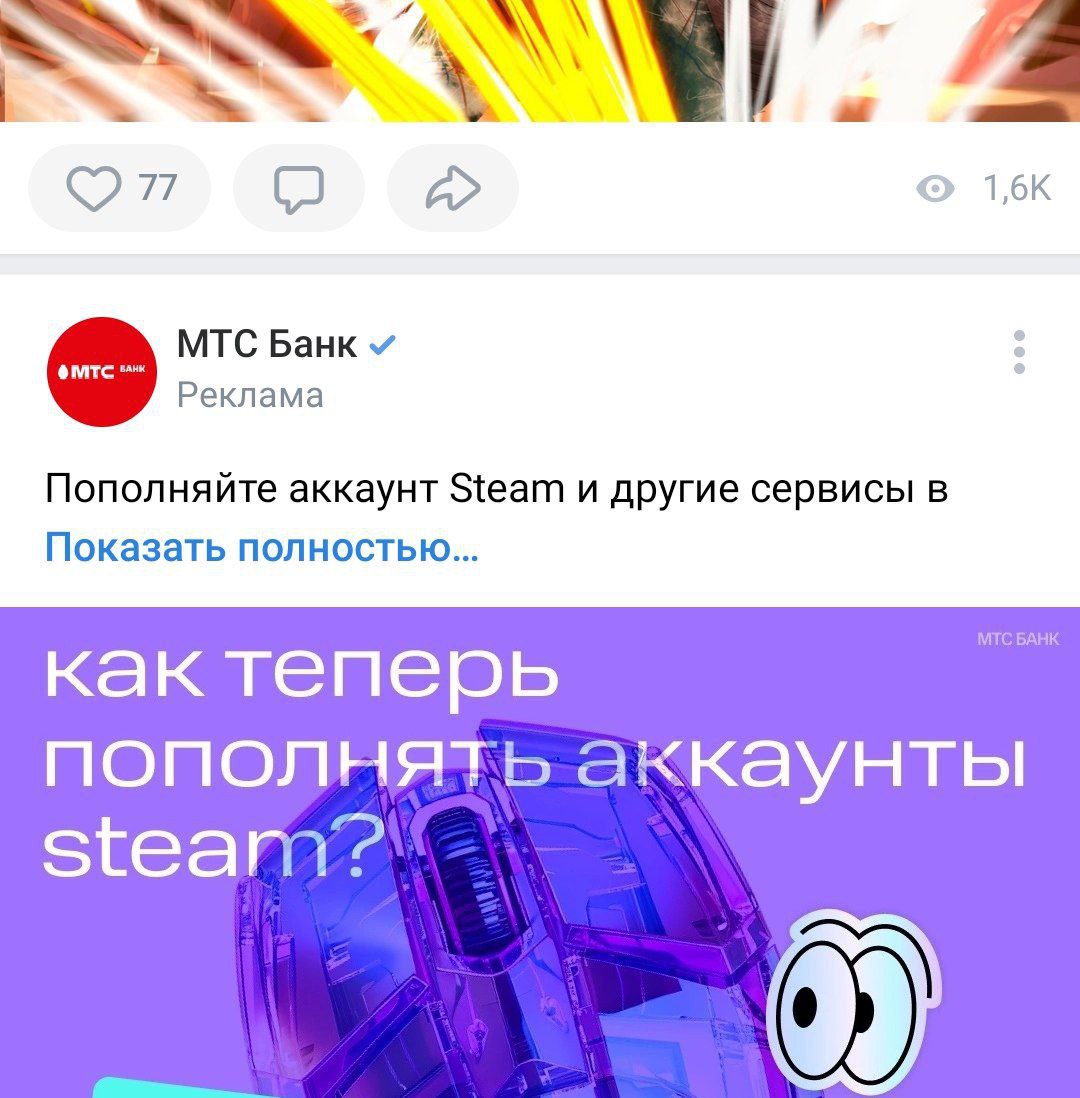 77
1,6K
МТС Банк
МТС БАНК
Реклама
Пополняйте аккаунт Steam и другие сервисы в
Показать полностью...
МТС БАНК
как теперь
пополнять аккаунты
steam?